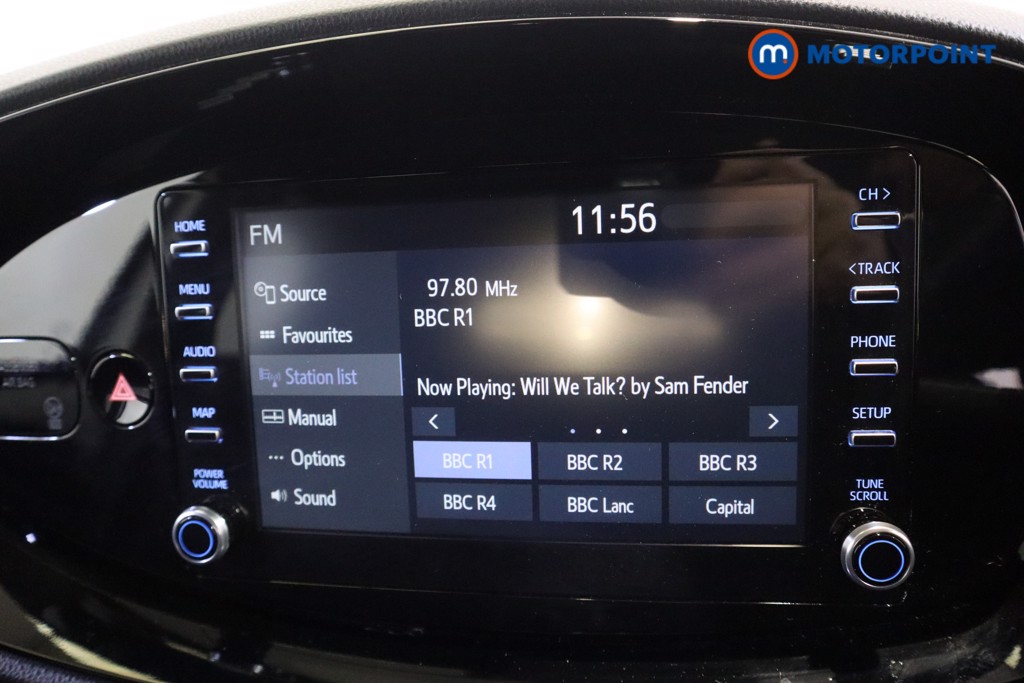 m. MOTORPOINT
HOME
MENU
AUDIO
MAP
POWER
VOLUME
FM
11:56
Source
Favourites
Station list
Manual
Options
Sound
97.80 MHz
BBC R1
Now Playing: Will We Talk? by Sam Fender
<
>
BBC R1 BBC R2 BBC R3
BBC R4 BBC Lanc Capital
CH >
< TRACK
PHONE
SETUP
TUNE
SCROLL